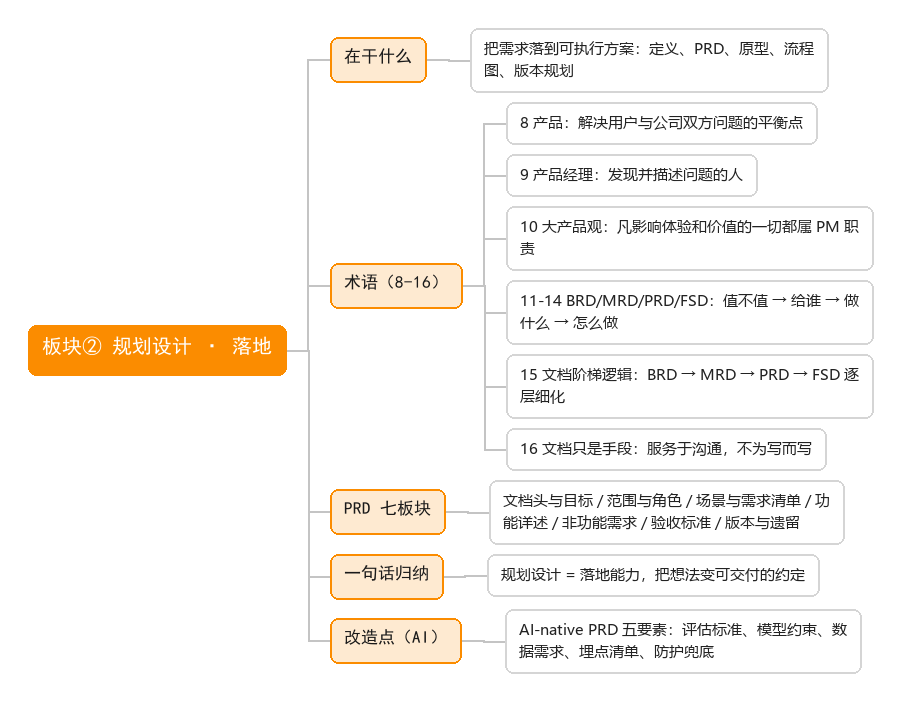 板块② 规划设计 · 落地
在干什么
把需求落到可执行方案：定义、PRD、原型、流程
图、版本规划
术语（8-16）
8 产品：解决用户与公司双方问题的平衡点
9 产品经理：发现并描述问题的人
10 大产品观：凡影响体验和价值的一切都属 PM 职
责
11-14 BRD/MRD/PRD/FSD：值不值 → 给谁 → 做
什么 → 怎么做
15 文档阶梯逻辑：BRD → MRD → PRD → FSD 逐
层细化
16 文档只是手段：服务于沟通，不为写而写
PRD 七板块
文档头与目标 / 范围与角色 / 场景与需求清单 / 功
能详述 / 非功能需求 / 验收标准 / 版本与遗留
一句话归纳
规划设计 = 落地能力，把想法变可交付的约定
改造点（AI）
AI-native PRD 五要素：评估标准、模型约束、数
据需求、埋点清单、防护兜底